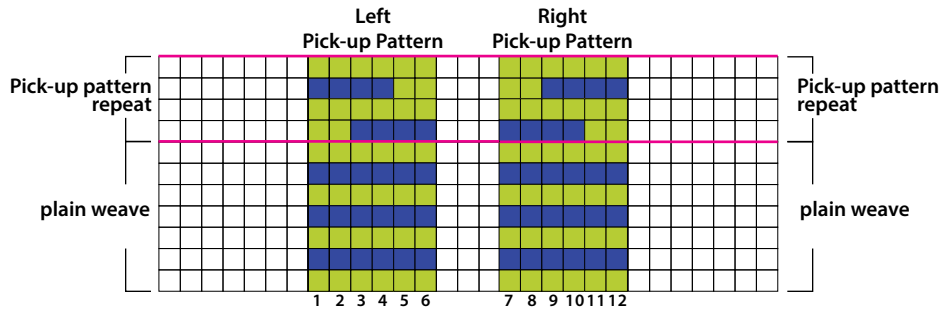 Left
Pick-up Pattern
Right
Pick-up Pattern
Pick-up pattern
repeat
Pick-up pattern
repeat
plain weave
plain weave
1 2 3 4 5 6 7 8 9 10 11 12